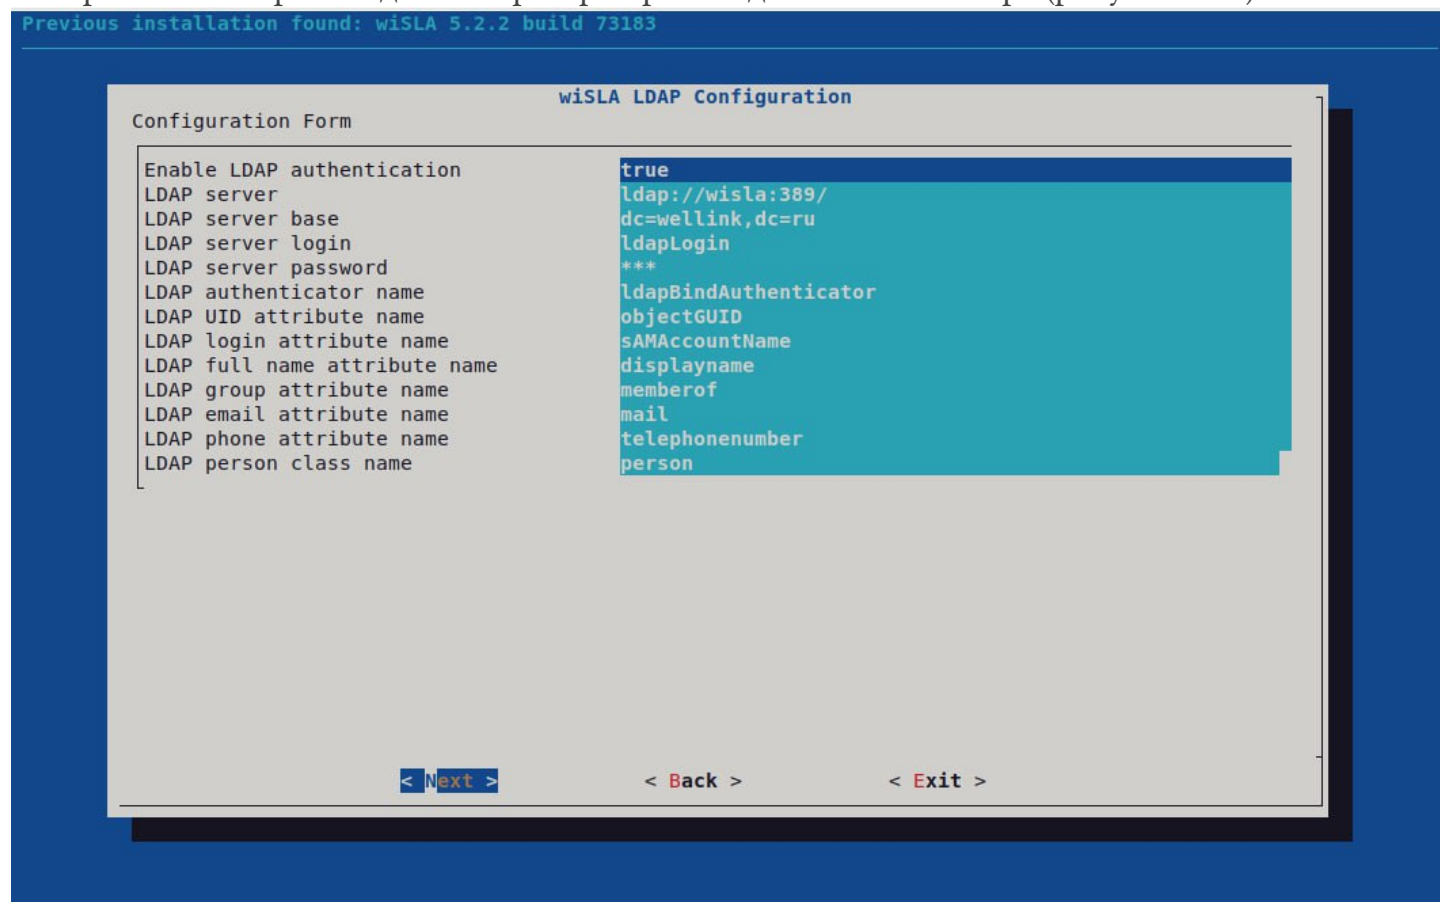 Previous installation found: wiSLA 5.2.2 build 73183
wiSLA LDAP Configuration
Configuration Form
Enable LDAP authentication true
LDAP server ldap://wisla:389/
LDAP server base dc=wellink,dc=ru
LDAP server login ldapLogin
LDAP server password ***
LDAP authenticator name ldapBindAuthenticator
LDAP UID attribute name objectGUID
LDAP login attribute name sAMAccountName
LDAP full name attribute name displayname
LDAP group attribute name memberof
LDAP email attribute name mail
LDAP phone attribute name telephonenumber
LDAP person class name person
< Next > < Back > < Exit >